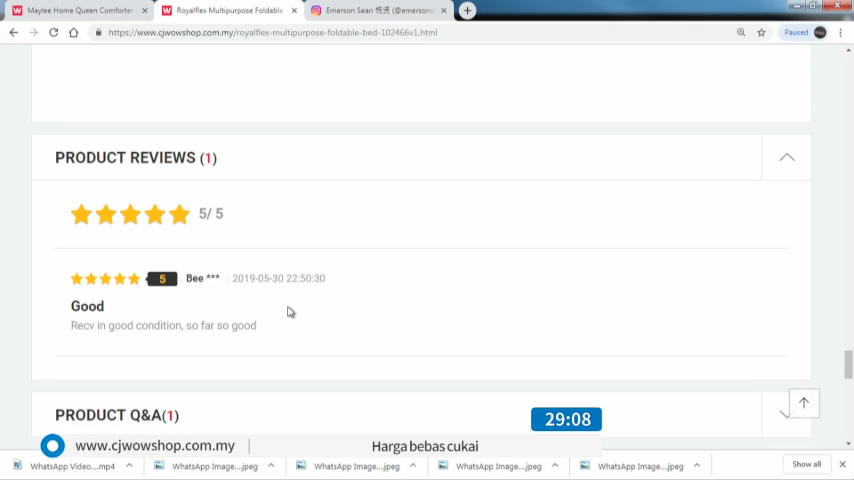 Maylee Home Queen Comforter
Royalflex Multipurpose Foldable
Emerson Sean 悟贤 (@emersons
https://www.cjwowshop.com.my/royalflex-multipurpose-foldable-bed-102466v1.html
Paused
PRODUCT REVIEWS (1)
5/ 5
5 Bee *** 2019-05-30 22:50:30
Good
Recv in good condition, so far so good
PRODUCT Q&A(1)
29:08
www.cjwowshop.com.my
Harga bebas cukai
WhatsApp Video....mp4
WhatsApp Image....jpeg
WhatsApp Image....jpeg
WhatsApp Image....jpeg
WhatsApp Image....jpeg
Show all